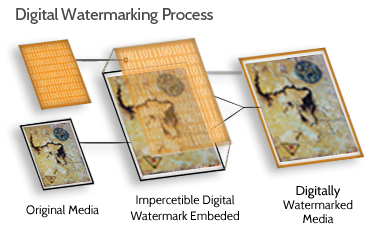 Digital Watermarking Process
Original Media
Impercetible Digital
Watermark Embeded
Digitally
Watermarked
Media